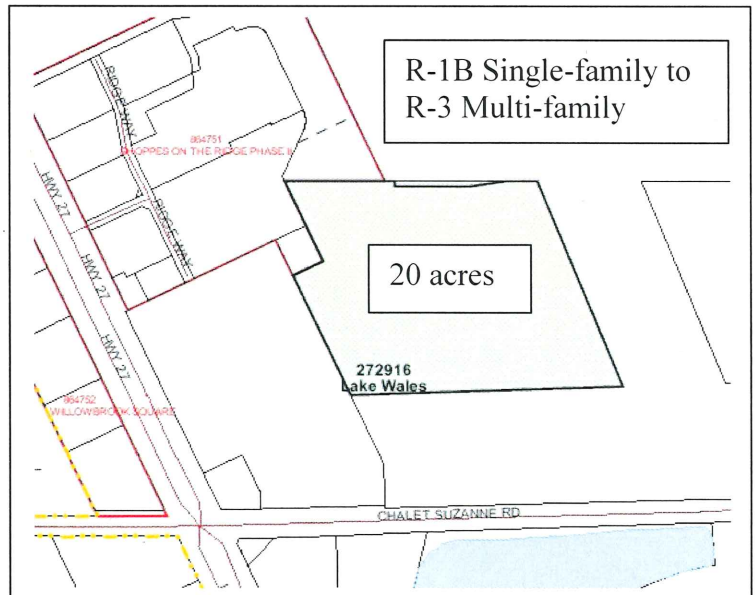 R-1B Single-family to
R-3 Multi-family
RIDGE WAY
864751
SHOPPES ON THE RIDGE PHASE II
HWY 27
RIDGE WAY
HWY 27
20 acres
HWY 27
272916
Lake Wales
864752
WILLOWBROOK SQUARE
CHALET SUZANNE RD